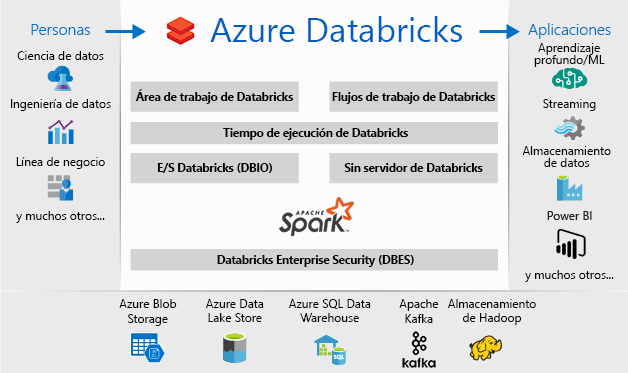 Personas
Azure Databricks
Aplicaciones
Ciencia de datos
Ingeniería de datos
Línea de negocio
y muchos otros...
Área de trabajo de Databricks
Flujos de trabajo de Databricks
Tiempo de ejecución de Databricks
E/S Databricks (DBIO)
Sin servidor de Databricks
APACHE
Spark™
Databricks Enterprise Security (DBES)
Aprendizaje
profundo/ML
Streaming
Almacenamiento
de datos
Power BI
y muchos otros...
Azure Blob
Storage
Azure Data
Lake Store
Azure SQL Data
Warehouse
SQL
Apache
Kafka
kafka
Almacenamiento
de Hadoop